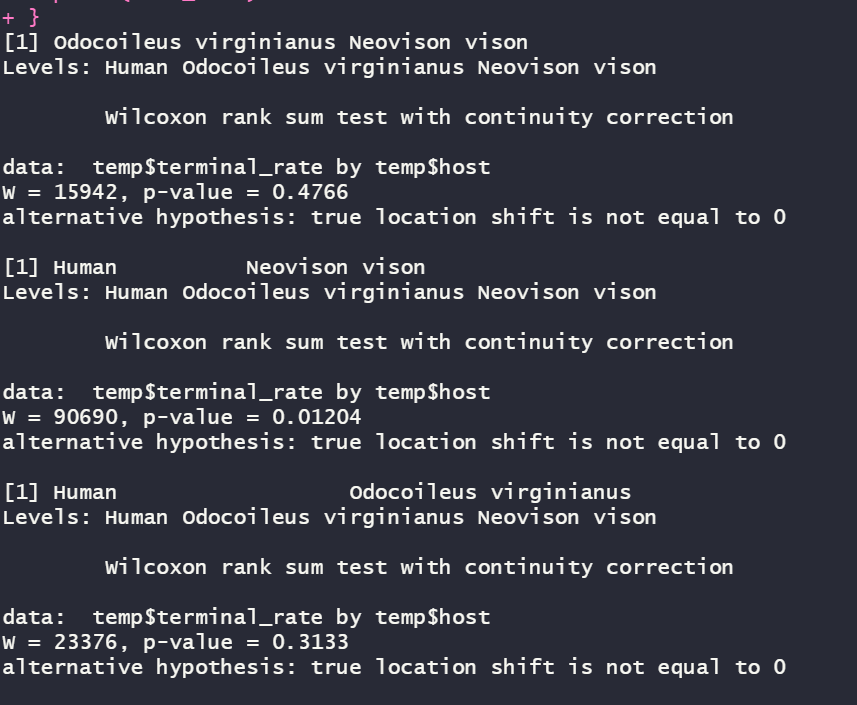 + }
[1] Odocoileus virginianus Neovison vison
Levels: Human Odocoileus virginianus Neovison vison
Wilcoxon rank sum test with continuity correction
data:  temp$terminal_rate by temp$host
W = 15942, p-value = 0.4766
alternative hypothesis: true location shift is not equal to 0
[1] Human          Neovison vison
Levels: Human Odocoileus virginianus Neovison vison
Wilcoxon rank sum test with continuity correction
data:  temp$terminal_rate by temp$host
W = 90690, p-value = 0.01204
alternative hypothesis: true location shift is not equal to 0
[1] Human                  Odocoileus virginianus
Levels: Human Odocoileus virginianus Neovison vison
Wilcoxon rank sum test with continuity correction
data:  temp$terminal_rate by temp$host
W = 23376, p-value = 0.3133
alternative hypothesis: true location shift is not equal to 0